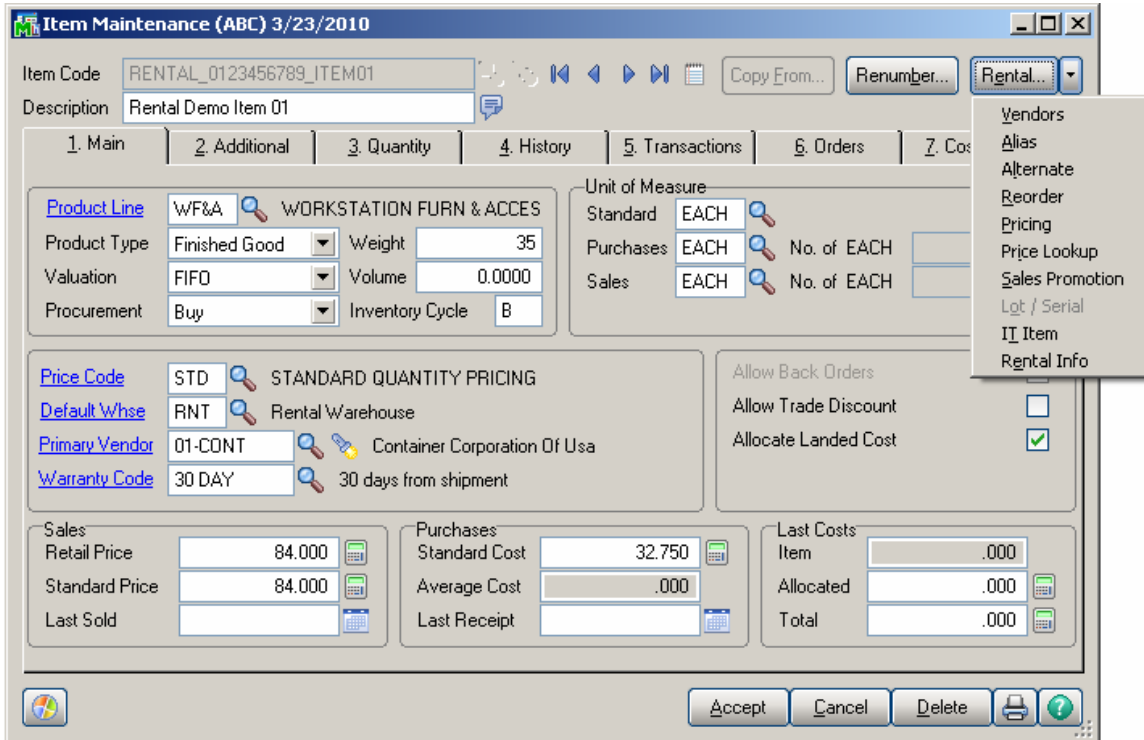 Item Maintenance (ABC) 3/23/2010
Item Code RENTAL_0123456789_ITEM01 Copy From... Renumber... Rental...
Description Rental Demo Item 01
1. Main 2. Additional 3. Quantity 4. History 5. Transactions 6. Orders 7. Cos
Vendors
Alias
Alternate
Reorder
Pricing
Price Lookup
Sales Promotion
Lot / Serial
IT Item
Rental Info
Product Line WF&A WORKSTATION FURN & ACCES
Product Type Finished Good Weight 35
Valuation FIFO Volume 0.0000
Procurement Buy Inventory Cycle B
Unit of Measure
Standard EACH
Purchases EACH No. of EACH
Sales EACH No. of EACH
Price Code STD STANDARD QUANTITY PRICING
Default Whse RNT Rental Warehouse
Primary Vendor 01-CONT Container Corporation Of Usa
Warranty Code 30 DAY 30 days from shipment
Allow Back Orders
Allow Trade Discount
Allocate Landed Cost
Sales
Retail Price 84.000
Standard Price 84.000
Last Sold
Purchases
Standard Cost 32.750
Average Cost .000
Last Receipt
Last Costs
Item .000
Allocated .000
Total .000
Accept Cancel Delete